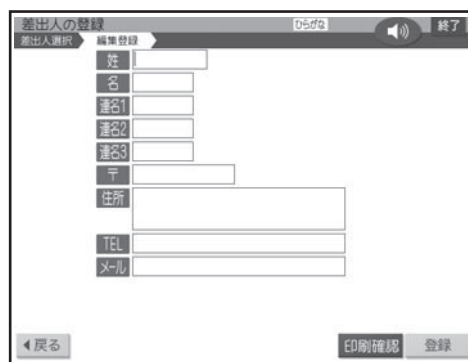 差出人の登録 ひらがな 終了
差出人選択 編集登録
姓
名
連名1
連名2
連名3
〒
住所
TEL
メール
戻る 印刷確認 登録